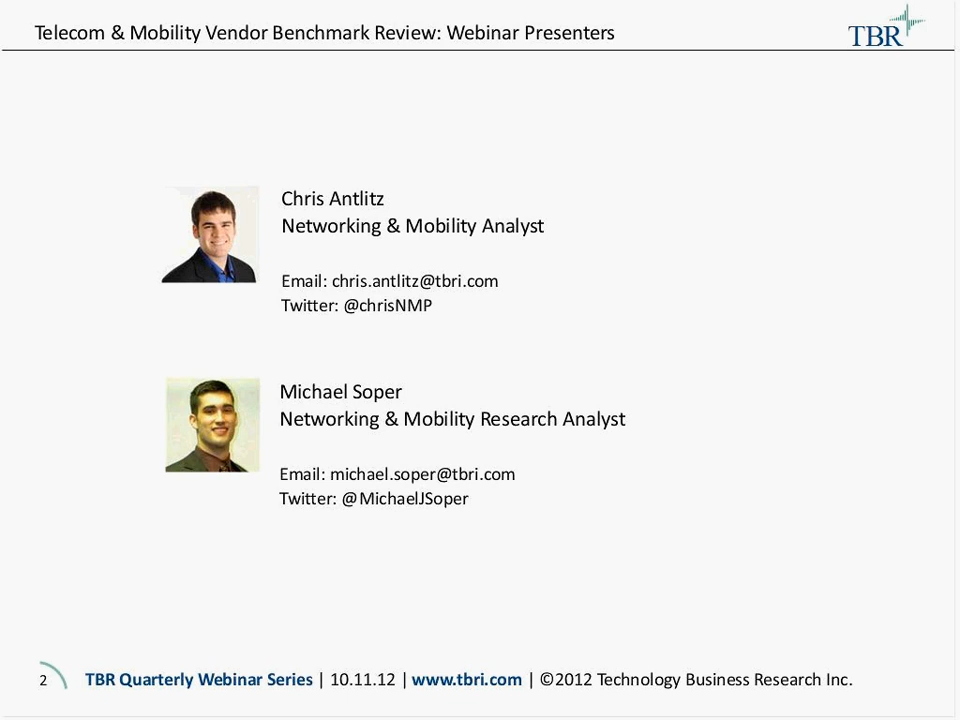 Telecom & Mobility Vendor Benchmark Review: Webinar Presenters
TBR
Chris Antlitz
Networking & Mobility Analyst
Email: chris.antlitz@tbri.com
Twitter: @chrisNMP
Michael Soper
Networking & Mobility Research Analyst
Email: michael.soper@tbri.com
Twitter: @MichaelJSoper
2 TBR Quarterly Webinar Series | 10.11.12 | www.tbri.com | ©2012 Technology Business Research Inc.